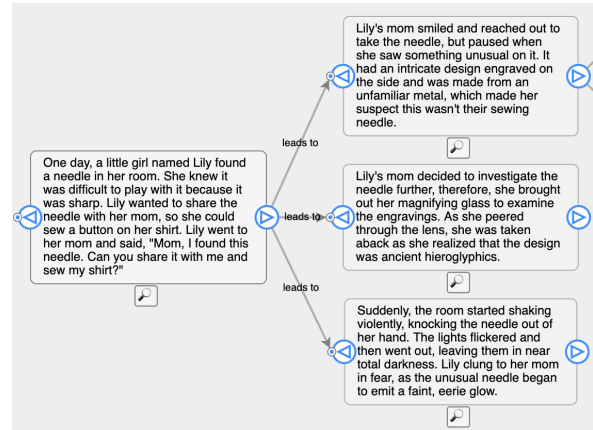 One day, a little girl named Lily found
a needle in her room. She knew it
was difficult to play with it because it
was sharp. Lily wanted to share the
needle with her mom, so she could
sew a button on her shirt. Lily went to
her mom and said, "Mom, I found this
needle. Can you share it with me and
sew my shirt?"
leads to
Lily's mom smiled and reached out to
take the needle, but paused when
she saw something unusual on it. It
had an intricate design engraved on
the side and was made from an
unfamiliar metal, which made her
suspect this wasn't their sewing
needle.
leads to
Lily's mom decided to investigate the
needle further, therefore, she brought
out her magnifying glass to examine
the engravings. As she peered
through the lens, she was taken
aback as she realized that the design
was ancient hieroglyphics.
leads to
Suddenly, the room started shaking
violently, knocking the needle out of
her hand. The lights flickered and
then went out, leaving them in near
total darkness. Lily clung to her mom
in fear, as the unusual needle began
to emit a faint, eerie glow.